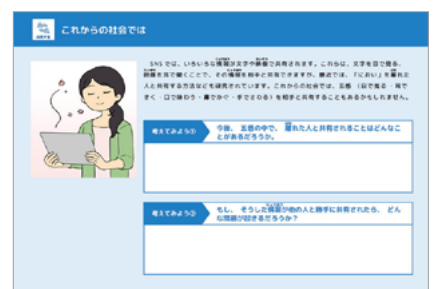 これからの社会では
SNS では、いろいろな情報が文字や映像で共有されます。これらは、文字を目で見る、
映像を耳で聞くことで、その情報を相手と共有できますが、最近では、「におい」を離れた
人と共有する方法なども研究されています。これからの社会では、五感（目で見る・耳で
きく・口で味わう・鼻でかぐ・手でさわる）を相手と共有することもあるかもしれません。
考えてみよう①
今後、五感の中で、離れた人と共有されることはどんなこ
とがあるだろうか。
考えてみよう②
もし、そうした情報が他の人と勝手に共有されたら、どん
な問題が起きるだろうか？